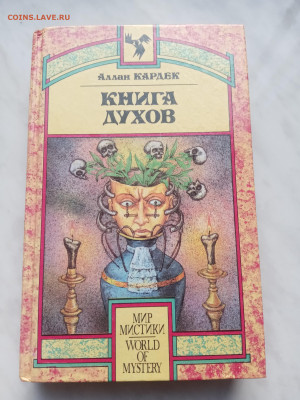 COINS.LAVE.RU
Аллан КАРДЕК
КНИГА
ДУХОВ
МИР
МИСТИКИ
WORLD OF
MYSTERY